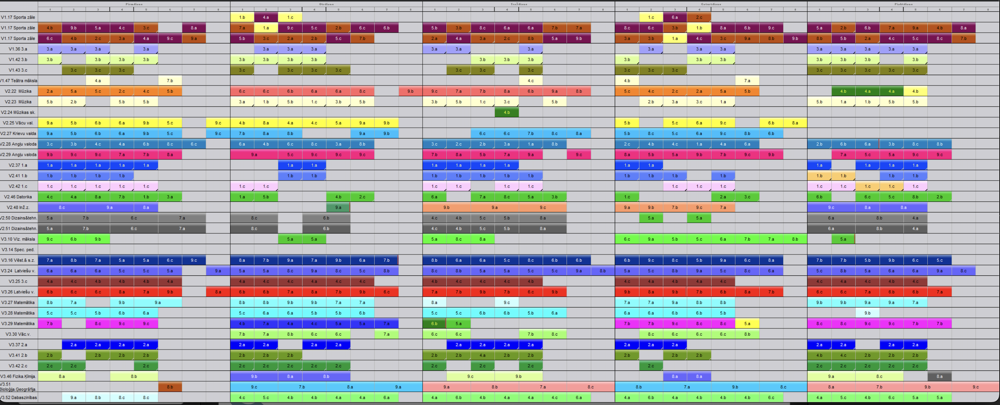 Pirmdiena Otrdiena Trešdiena Ceturtdiena Piektdiena
1 2 3 4 5 6 7 8 1 2 3 4 5 6 7 8 1 2 3 4 5 6 7 8 1 2 3 4 5 6 7 8 1 2 3 4 5 6 7 8
V1.17 Sporta zāle 1.b 4.a 1.c 1.c 6.a 2.c
V1.17 Sporta zāle 4.b 9.b 5.a 4.c 3.c 8.a 7.a 1.a 9.c 5.c 2.b 6.c 6.b 5.b 3.b 8.c 6.a 6.a 7.b 7.a 8.c 6.c 3.b 1.b 8.a 6.b 9.c 5.a 2.b 6.b 7.a 9.a 4.b 8.a
V1.17 Sporta zāle 6.c 4.b 2.c 3.a 4.a 9.c 9.a 5.b 3.c 2.a 2.b 5.c 7.b 2.a 4.a 3.a 2.c 8.b 5.a 9.b 3.a 3.b 1.a 4.c 3.c 9.a 8.b 9.b 8.b 5.b 2.a 4.c 5.c 8.c 7.b
V1.36 3.a 3.a 3.a 3.a 3.a 3.a 3.a 3.a 3.a 3.a 3.a 3.a 3.a 3.a 3.a 3.a 3.a 3.a 3.a
V1.42 3.b 3.b 3.b 3.b 3.b 3.b 3.b 3.b 3.b 3.b 3.b 3.b 3.b 3.b 3.b 3.b 3.b 3.b 3.b
V1.43 3.c 3.c 3.c 3.c 3.c 3.c 3.c 3.c 3.c 3.c 3.c 3.c 3.c 3.c 3.c 3.c 3.c 3.c 3.c
V1.47 Teātra māksla 4.a 7.b 4.c 4.b 7.a
V2.22 Mūzika 2.a 5.a 5.c 2.c 4.c 5.b 6.c 6.c 6.b 6.a 6.a 8.c 9.b 9.c 7.a 7.b 8.a 6.b 9.a 8.b 5.c 4.c 2.c 2.a 5.a 5.b 4.b 4.a 4.a 4.b
V2.23 Mūzika 5.b 2.b 5.b 5.b 3.a 1.b 5.b 1.c 3.b 5.b 3.b 5.b 1.c 3.c 5.b 2.b 3.a 3.c 1.a 5.b 1.a 1.b 5.b 5.b
V2.24 Mūzikas sk. 4.b
V2.25 Vācu val. 9.a 5.b 6.b 6.a 9.b 5.c 9.c 4.b 8.a 4.a 4.c 5.a 9.a 9.b 5.b 5.c 6.a 9.c 6.b 8.a
V2.27 Krievu valda 9.a 5.b 6.b 6.a 9.b 5.c 9.c 7.b 8.a 8.b 9.a 9.b 6.c 6.c 7.b 8.c 8.a 5.b 8.c 5.c 6.a 9.c 8.b 6.b
V2.28 Angļu valoda 3.c 3.b 4.c 4.a 6.b 8.c 6.c 6.a 4.b 6.c 8.c 3.a 8.b 3.c 2.c 2.b 3.a 1.a 8.b 2.c 4.b 4.c 1.a 4.a 6.a 2.b 6.b 6.a 3.b 8.c 8.b
V2.29 Angļu valoda 9.b 9.c 9.c 7.a 7.b 8.a 9.a 5.c 9.c 9.c 9.c 7.b 8.a 5.b 7.a 9.a 9.c 8.a 5.b 5.a 9.b 7.b 9.c 9.b 7.a 5.c 5.a 9.c 9.c
V2.37 1.a 1.a 1.a 1.a 1.a 1.a 1.a 1.a 1.a 1.a 1.a 1.a 1.a 1.a 1.a 1.a 1.a 1.a
V2.41 1.b 1.b 1.b 1.b 1.b 1.b 1.b 1.b 1.b 1.b 1.b 1.b 1.b 1.b 1.b 1.b 1.b 1.b 1.b 1.b
V2.42 1.c 1.c 1.c 1.c 1.c 1.c 1.c 1.c 1.c 1.c 1.c 1.c 1.c 1.c 1.c 1.c 1.c 1.c 1.c 1.c
V2.46 Datorika 4.c 4.a 8.a 7.b 1.b 3.a 1.a 5.b 4.b 2.c 6.a 7.a 8.c 5.a 3.b 1.c 2.a 3.c 6.b 6.c 5.c 8.b 2.b
V2.48 Inž.z. 8.c 9.a 8.a 9.a 9.b 9.a 9.c 9.a 9.b 7.b 9.c 7.a 9.c 8.a 8.a
V2.50 Dizains&tehn. 5.a 7.b 6.c 7.a 8.c 6.b 4.c 4.b 5.c 5.b 8.a 5.a 5.a 6.a 8.b 4.a
V2.51 Dizains&tehn. 5.a 7.b 6.c 7.a 8.c 6.b 4.c 4.b 5.c 5.b 8.a 6.a 8.b 4.a
V3.10 Viz. māksla 9.c 6.b 9.b 5.a 5.a 5.a 8.c 8.a 6.c 9.a 5.b 5.c 6.a 7.b 7.a 8.b 5.a
V3.14 Spec. ped.
V3.16 Vēst.& s.z. 7.a 8.b 7.a 5.a 5.a 6.c 9.c 8.a 7.b 9.a 7.a 9.b 6.a 7.b 8.b 6.a 6.a 5.c 8.c 6.b 6.b 6.b 9.c 8.c 5.b 9.a 6.c 8.a 7.b 7.b 5.b 9.a 6.c 5.c
V3.24 Latviešu v. 6.a 6.a 6.a 5.c 5.c 5.a 9.a 5.a 5.a 8.c 9.a 8.c 5.c 8.b 8.c 8.b 5.a 5.a 5.c 5.c 9.a 8.b 5.a 5.c 8.b 9.a 5.c 8.c 6.a 5.c 8.b 5.a 6.a 6.a 9.a 8.c
V3.25 3.c 4.a 4.c 4.b 4.b 4.b 4.a 4.a 4.c 4.c 4.a 4.c 4.c 4.b 4.c 4.c 4.c 4.b 4.c 4.a 4.b 4.a 4.c 4.c 4.a 4.c 4.c 4.c
V3.26 Latviešu v. 6.b 6.c 6.c 8.a 7.a 9.b 8.a 6.b 6.b 7.a 8.a 7.b 9.b 6.c 7.a 7.b 9.b 7.b 6.c 9.b 9.b 8.a 9.b 7.b 6.b 8.a 7.b 6.c 6.c 7.a 6.b 6.b 7.a
V3.27 Matemātika 8.b 7.a 9.b 9.a 8.b 8.b 9.b 9.b 7.a 7.a 8.a 9.c 7.a 7.a 9.a 8.b 8.b 9.b 9.b 9.a 9.a 7.a
V3.28 Matemātika 5.c 5.c 5.b 6.b 6.a 5.c 6.a 6.a 5.b 5.b 6.b 5.c 5.c 6.b 6.b 5.b 6.a 6.a 6.a 6.b 6.b 5.b 9.b
V3.29 Matemātika 7.b 8.c 9.c 9.c 4.b 7.a 4.a 4.c 5.a 5.a 7.a 6.b 5.a 7.b 7.b 9.c 8.c 8.c 5.a 8.c 8.c 9.c 9.c 7.b 7.b
V3.30 Vāc.v. 7.b 7.a 8.b 6.c 6.c 7.a 6.c 6.c 7.b 8.c 8.c 6.c 6.c 6.c 8.b
V3.37 2.a 2.a 2.a 2.a 2.a 2.a 2.a 2.a 2.a 2.a 2.a 2.a 2.a 2.a 2.a 2.a 2.a 2.a 2.a 2.a
V3.41 2.b 2.b 2.b 2.b 2.b 2.b 2.b 2.b 2.b 2.b 4.a 2.b 2.b 2.b 2.b 2.b 4.b 4.c 2.b 2.b 2.b
V3.42 2.c 2.c 2.c 2.c 2.c 2.c 2.c 2.c 2.c 2.c 2.c 2.c 2.c 2.c 2.c 2.c 2.c 2.c
V3.46 Fizika.Ķīmija. 8.a 8.b 9.b 8.a 8.b 9.c 9.b 8.a 8.a 9.a 8.c 8.a
V3.51 Bioloģija.Ģeogrāfija. 8.b 9.c 7.b 8.a 9.a 9.a 8.b 7.a 8.c 8.b 7.a 9.b 8.c 8.a 7.b 9.b 9.c
V3.52 Dabaszinības 9.a 8.b 8.c 8.c 4.c 5.c 4.b 4.b 4.a 4.a 6.a 4.a 6.b 4.b 4.a 4.a 4.c 6.a 4.a 6.b 4.a 4.b 4.b 4.b 6.c 4.a 5.c 4.b 6.c 5.a 5.a